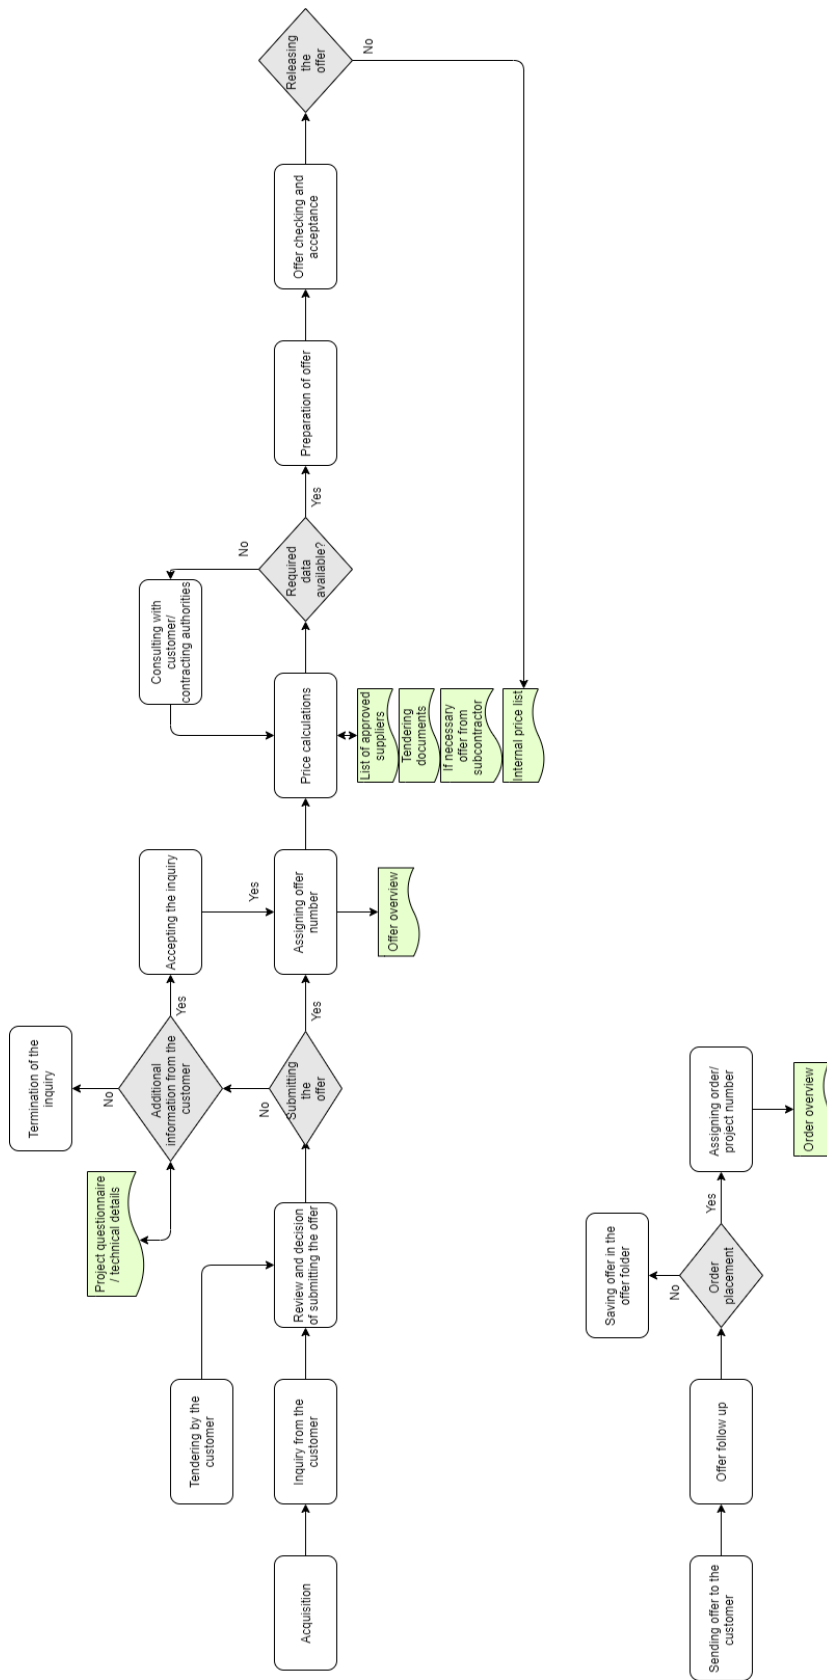 Acquisition
Inquiry from the
customer
Tendering by the
customer
Review and decision
of submitting the offer
Submitting
the
offer
No
Yes
Project questionnaire
/ technical details
Additional
information from the
customer
No
Yes
Termination of the
inquiry
Accepting the inquiry
Yes
Assigning offer
number
Offer overview
Price calculations
List of approved
suppliers
Tendering
documents
If necessary
offer from
subcontractor
Internal price list
Consulting with
customer/
contracting authorities
Required
data
available?
No
Yes
Preparation of offer
Offer checking and
acceptance
Releasing
the
offer
No
Sending offer to the
customer
Offer follow up
Order
placement
No
Yes
Saving offer in the
offer folder
Assigning order/
project number
Order overview